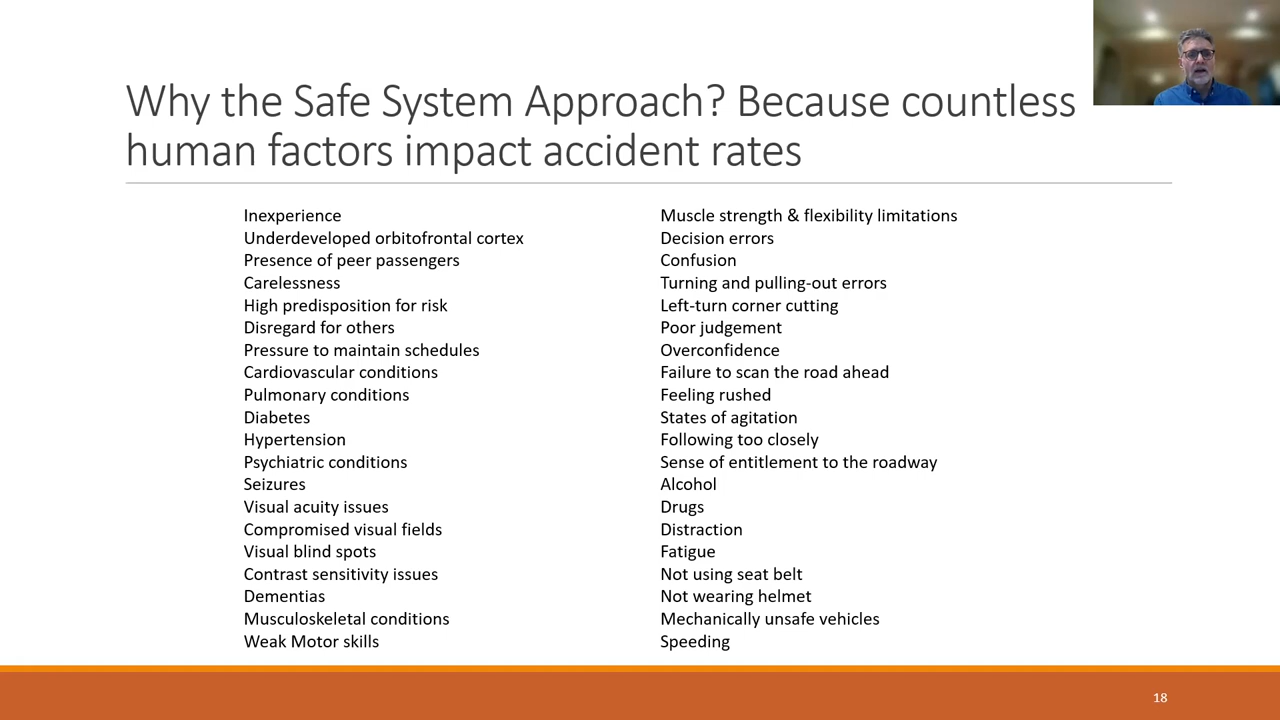 Why the Safe System Approach? Because countless
human factors impact accident rates
Inexperience
Underdeveloped orbitofrontal cortex
Presence of peer passengers
Carelessness
High predisposition for risk
Disregard for others
Pressure to maintain schedules
Cardiovascular conditions
Pulmonary conditions
Diabetes
Hypertension
Psychiatric conditions
Seizures
Visual acuity issues
Compromised visual fields
Visual blind spots
Contrast sensitivity issues
Dementias
Musculoskeletal conditions
Weak Motor skills
Muscle strength & flexibility limitations
Decision errors
Confusion
Turning and pulling-out errors
Left-turn corner cutting
Poor judgement
Overconfidence
Failure to scan the road ahead
Feeling rushed
States of agitation
Following too closely
Sense of entitlement to the roadway
Alcohol
Drugs
Distraction
Fatigue
Not using seat belt
Not wearing helmet
Mechanically unsafe vehicles
Speeding
18